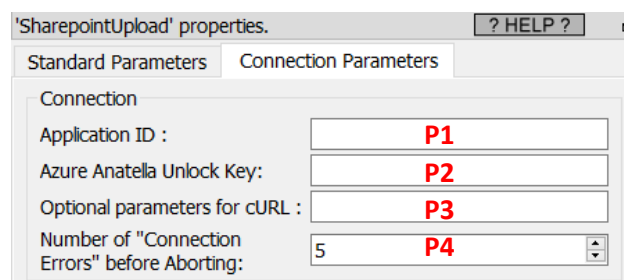 'SharepointUpload' properties. ? HELP ?
Standard Parameters Connection Parameters
Connection
Application ID : P1
Azure Anatella Unlock Key: P2
Optional parameters for cURL : P3
Number of "Connection
Errors" before Aborting: 5 P4